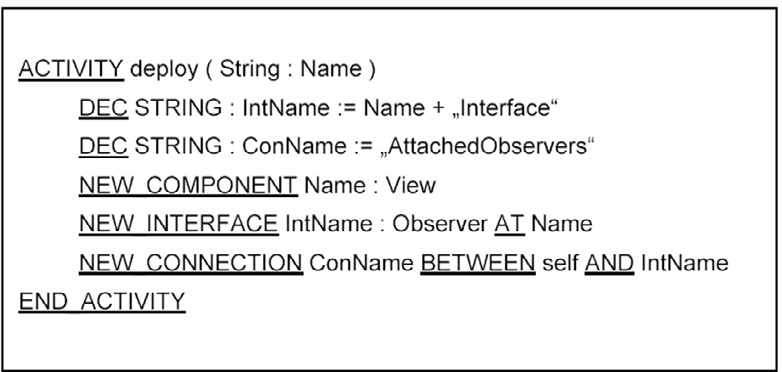 ACTIVITY deploy ( String : Name )
DEC STRING : IntName := Name + „Interface“
DEC STRING : ConName := „AttachedObservers“
NEW_COMPONENT Name : View
NEW_INTERFACE IntName : Observer AT Name
NEW_CONNECTION ConName BETWEEN self AND IntName
END_ACTIVITY